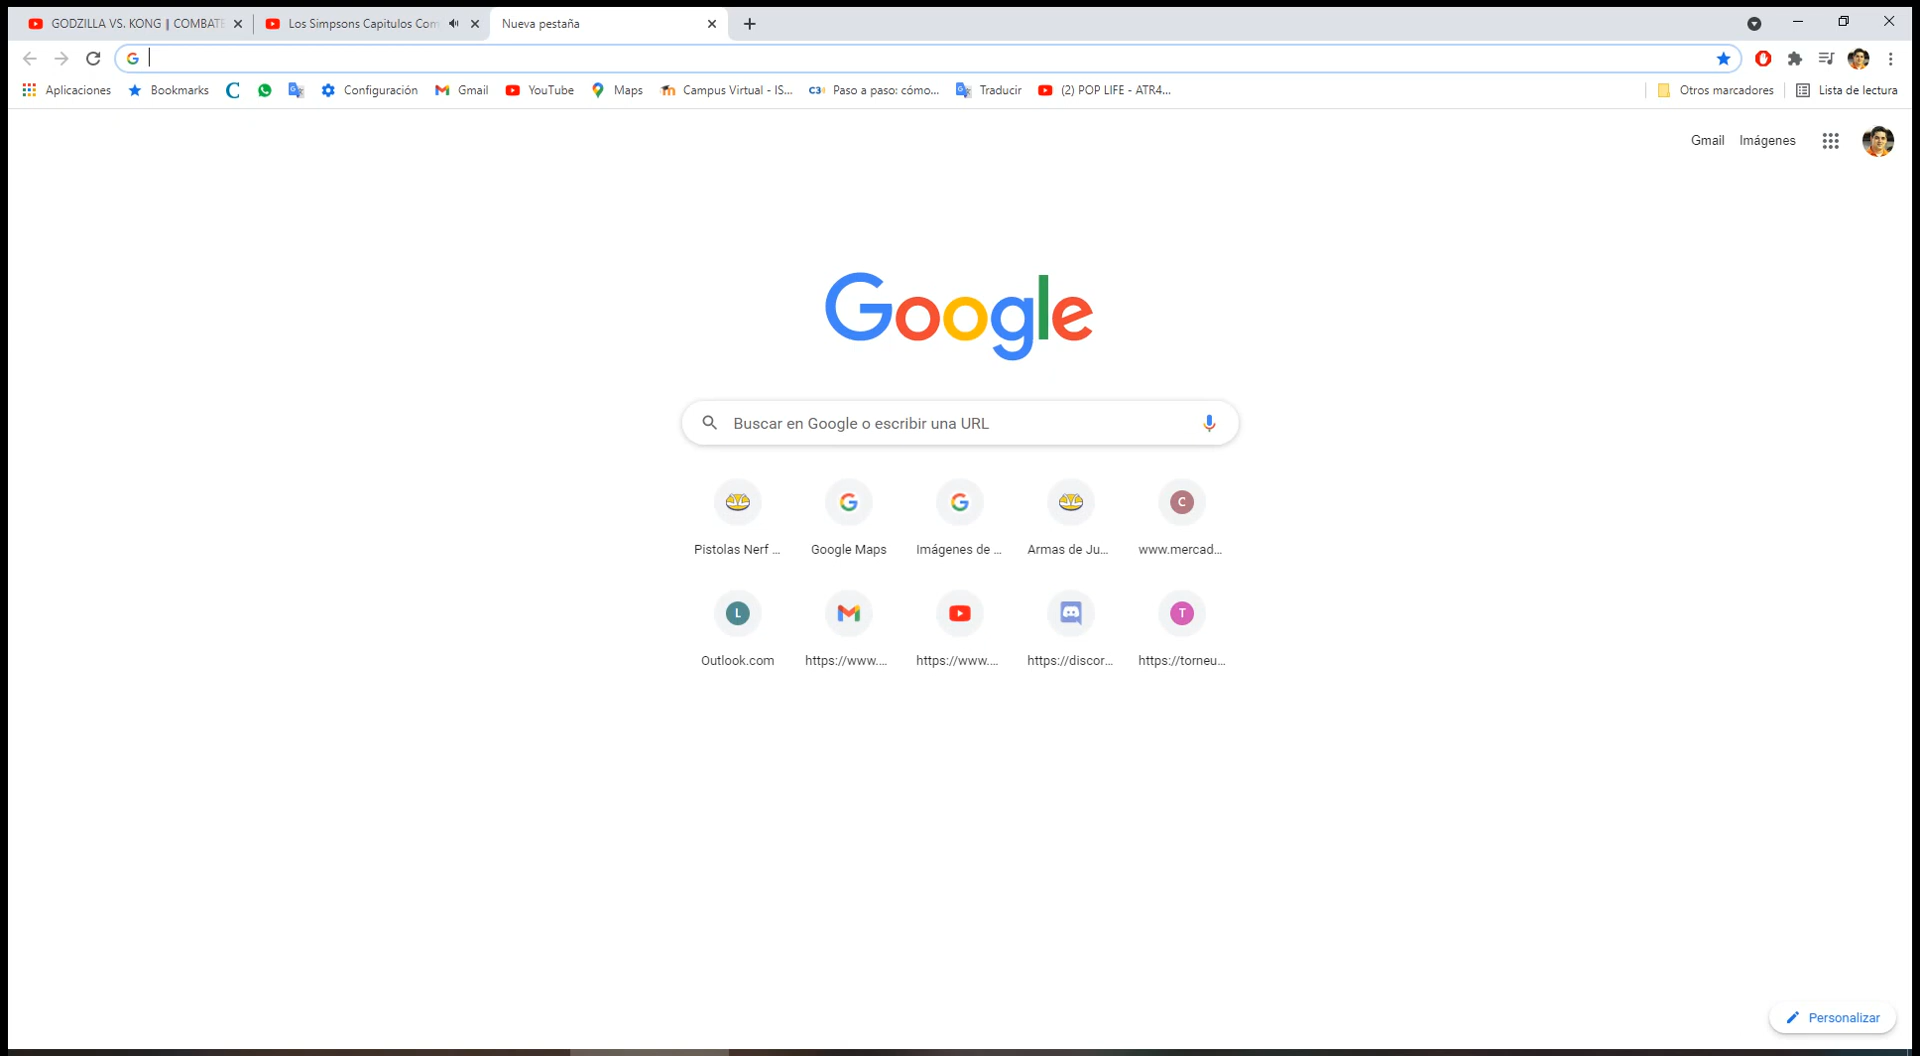 GODZILLA VS. KONG || COMBATE
Los Simpsons Capitulos Com
Nueva pestaña
Aplicaciones
Bookmarks
Configuración
Gmail
YouTube
Maps
Campus Virtual - IS...
Paso a paso: cómo...
Traducir
(2) POP LIFE - ATR4...
Otros marcadores
Lista de lectura
Gmail
Imágenes
Google
Buscar en Google o escribir una URL
Pistolas Nerf ...
Google Maps
Imágenes de ...
Armas de Ju...
C
www.mercad...
L
Outlook.com
https://www....
https://www....
https://discor...
T
https://torneu...
Personalizar